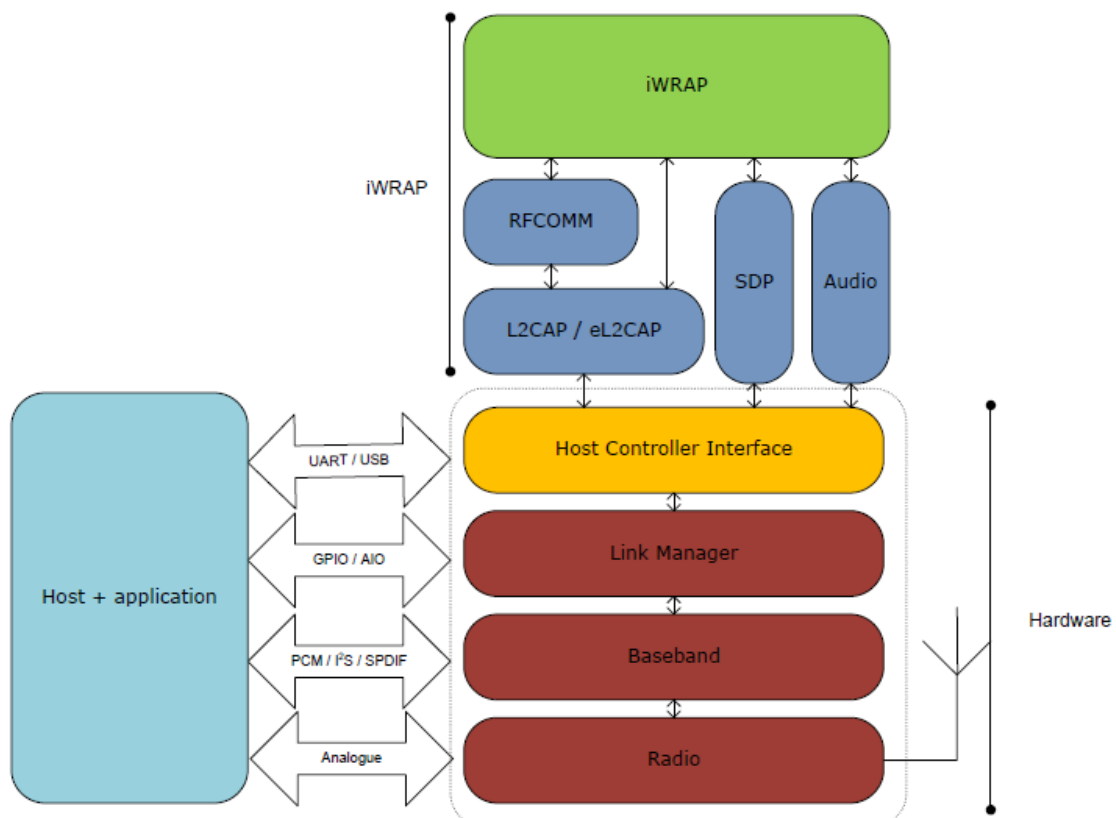 iWRAP
iWRAP
RFCOMM
SDP
Audio
L2CAP / eL2CAP
Host Controller Interface
UART / USB
Link Manager
GPIO / AIO
Host + application
Hardware
Baseband
PCM / I²S / SPDIF
Radio
Analogue